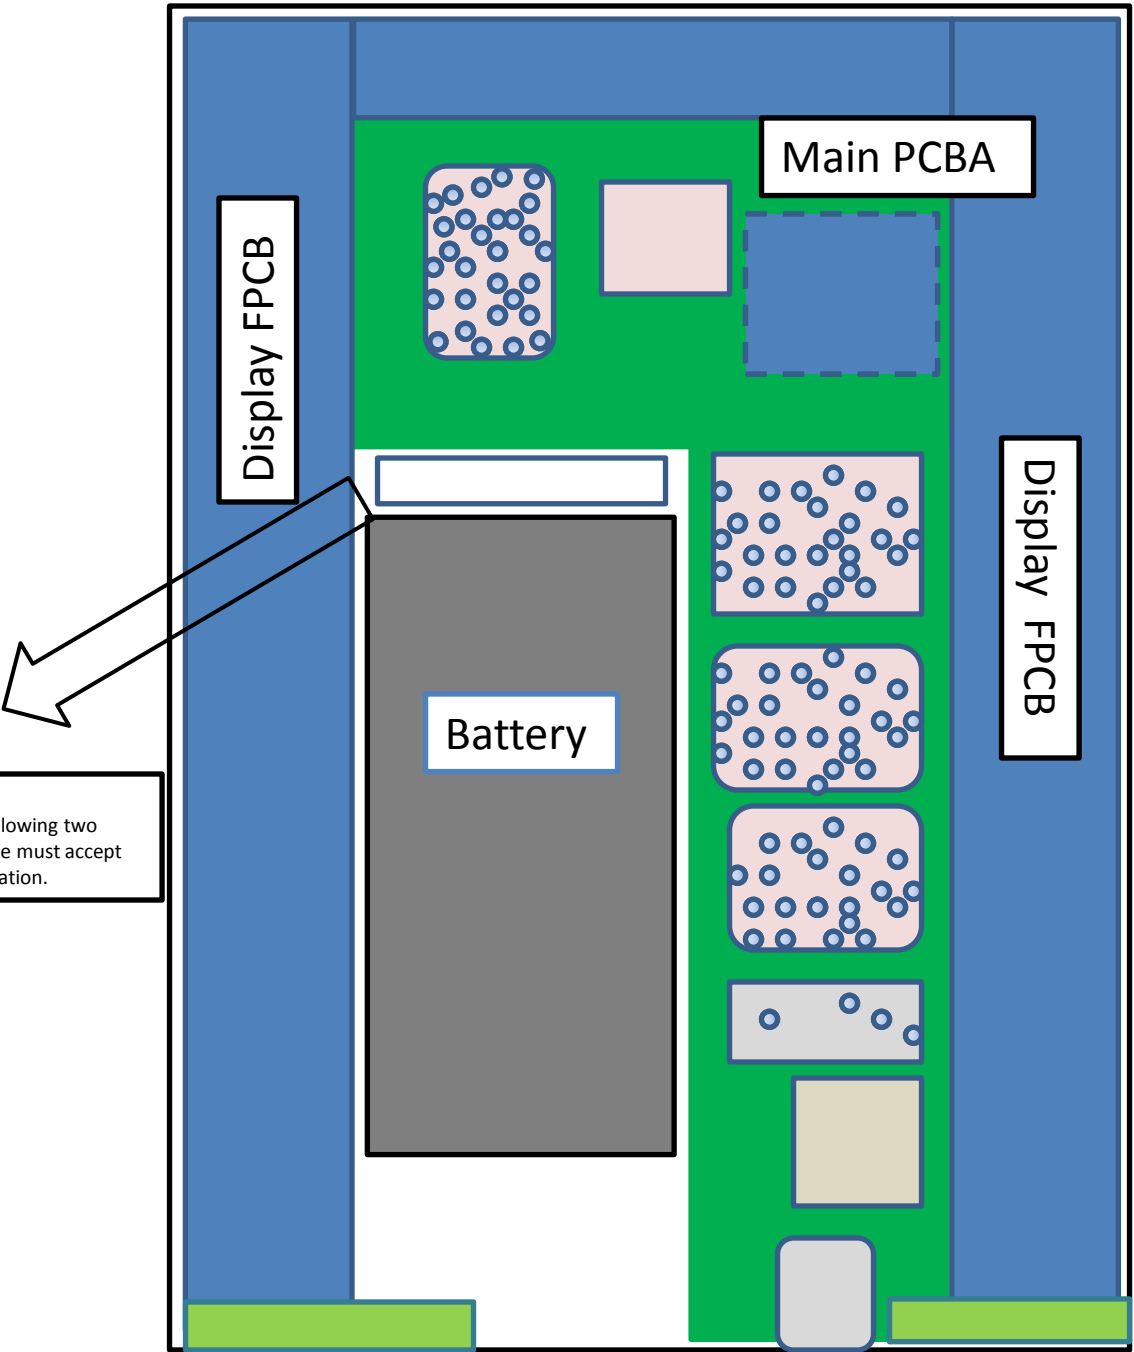 Main PCBA
Display FPCB
Display FPCB
Battery
lowing two
e must accept
ation.